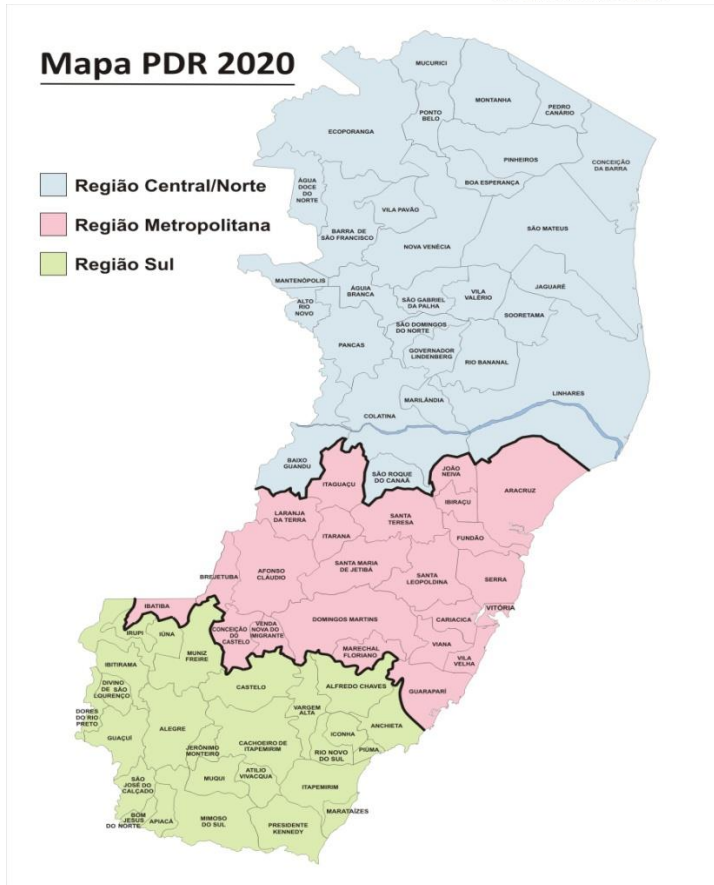 Mapa PDR 2020
Região Central/Norte
Região Metropolitana
Região Sul
MUCURICI
MONTANHA
PEDRO
CANÁRIO
PONTO
BELO
ECOPORANGA
PINHEIROS
CONCEIÇÃO
DA BARRA
ÁGUA
DOCE
DO
NORTE
BOA ESPERANÇA
VILA PAVÃO
BARRA DE
SÃO FRANCISCO
SÃO MATEUS
NOVA VENÉCIA
MANTENÓPOLIS
ÁGUIA
BRANCA
VILA
VALÉRIO
JAGUARÉ
ALTO
RIO
NOVO
SÃO GABRIEL
DA PALHA
SOORETAMA
SÃO DOMINGOS
DO NORTE
PANCAS
GOVERNADOR
LINDENBERG
RIO BANANAL
LINHARES
MARILÂNDIA
COLATINA
BAIXO
GUANDU
SÃO ROQUE
DO CANAÃ
JOÃO
NEIVA
ITAGUAÇU
ARACRUZ
IBIRAÇU
LARANJA
DA TERRA
SANTA
TERESA
ITARANA
FUNDÃO
BREJETUBA
AFONSO
CLÁUDIO
SANTA MARIA
DE JETIBÁ
SANTA
LEOPOLDINA
SERRA
IBATIBA
VITÓRIA
DOMINGOS MARTINS
CARIACICA
VENDA
NOVA DO
IMIGRANTE
CONCEIÇÃO
DO
CASTELO
IRUPI
IÚNA
VIANA
MARECHAL
FLORIANO
VILA
VELHA
MUNIZ
FREIRE
IBITIRAMA
GUARAPARÍ
CASTELO
ALFREDO CHAVES
DIVINO
DE SÃO
LOURENÇO
DORES
DO RIO
PRETO
VARGEM
ALTA
ANCHIETA
ALEGRE
ICONHA
GUAÇUÍ
CACHOEIRO DE
ITAPEMIRIM
JERÔNIMO
MONTEIRO
RIO NOVO
DO SUL
PIÚMA
SÃO
JOSÉ DO
CALÇADO
MUQUI
ATILIO
VIVACQUA
ITAPEMIRIM
MARATAÍZES
BOM
JESUS
DO NORTE
APIACÁ
MIMOSO
DO SUL
PRESIDENTE
KENNEDY